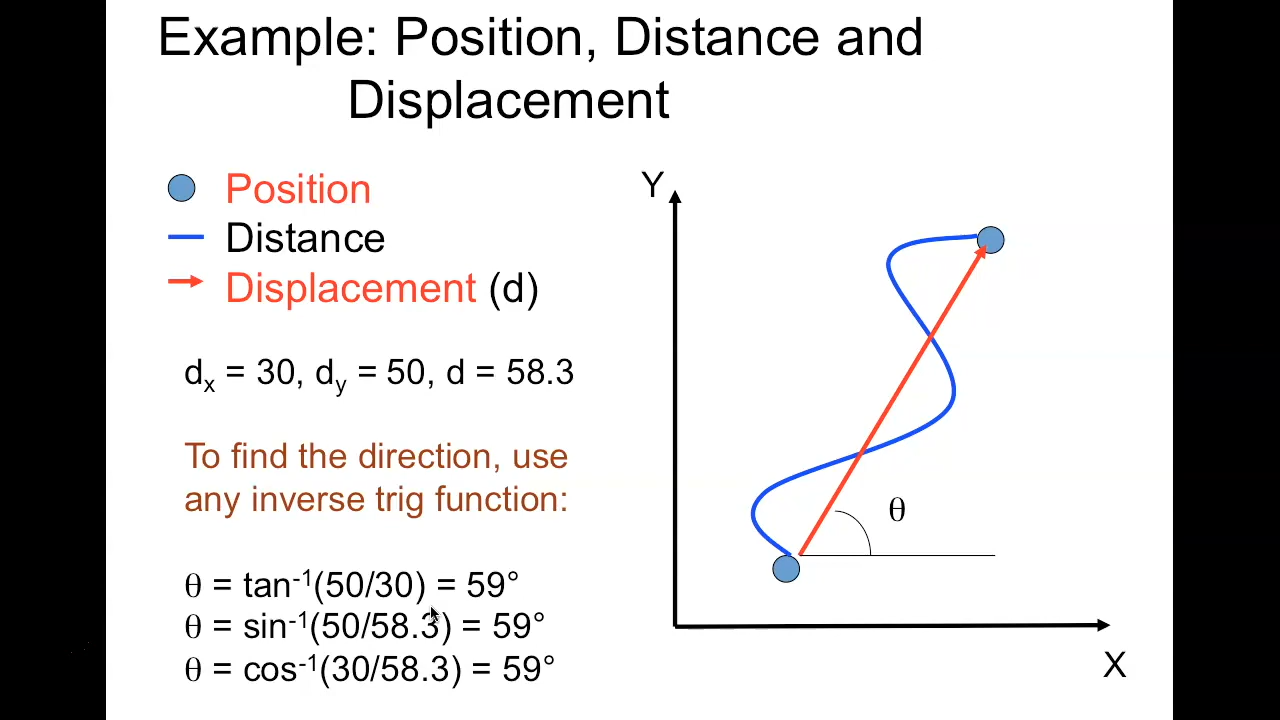 Example: Position, Distance and
Displacement
Position
Distance
Displacement (d)
dₓ = 30, dᵧ = 50, d = 58.3
To find the direction, use
any inverse trig function:
θ = tan⁻¹(50/30) = 59°
θ = sin⁻¹(50/58.3) = 59°
θ = cos⁻¹(30/58.3) = 59°
Y
θ
X